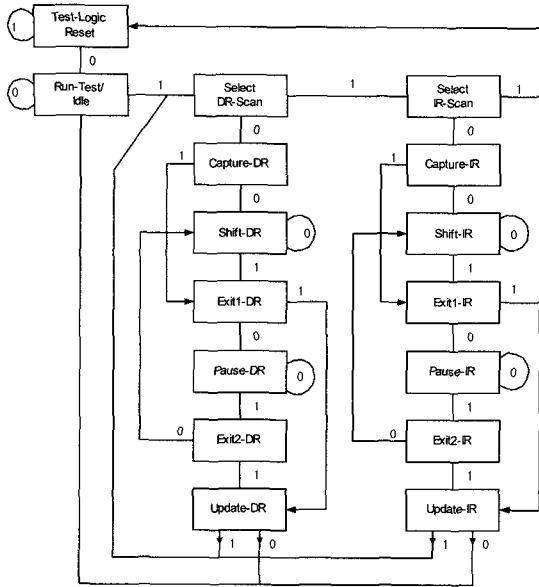 Test-Logic
Reset
1
0
Run-Test/
Idle
0
1
Select
DR-Scan
1
Select
IR-Scan
1
0
0
Capture-DR
1
Capture-IR
1
0
0
Shift-DR
0
Shift-IR
0
1
1
Exit1-DR
1
Exit1-IR
1
0
0
Pause-DR
0
Pause-IR
0
1
1
0
Exit2-DR
0
Exit2-IR
1
1
Update-DR
Update-IR
1
0
1
0